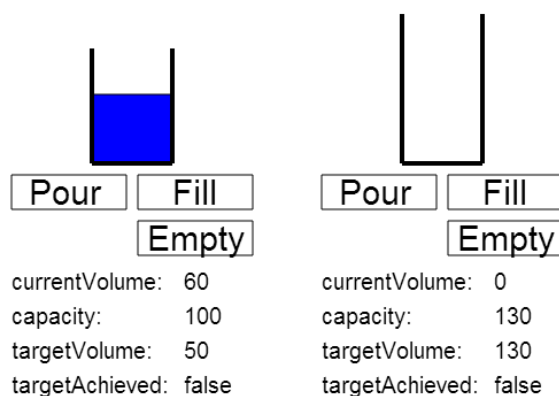 Pour Fill Pour Fill
Empty Empty
currentVolume: 60 currentVolume: 0
capacity: 100 capacity: 130
targetVolume: 50 targetVolume: 130
targetAchieved: false targetAchieved: false